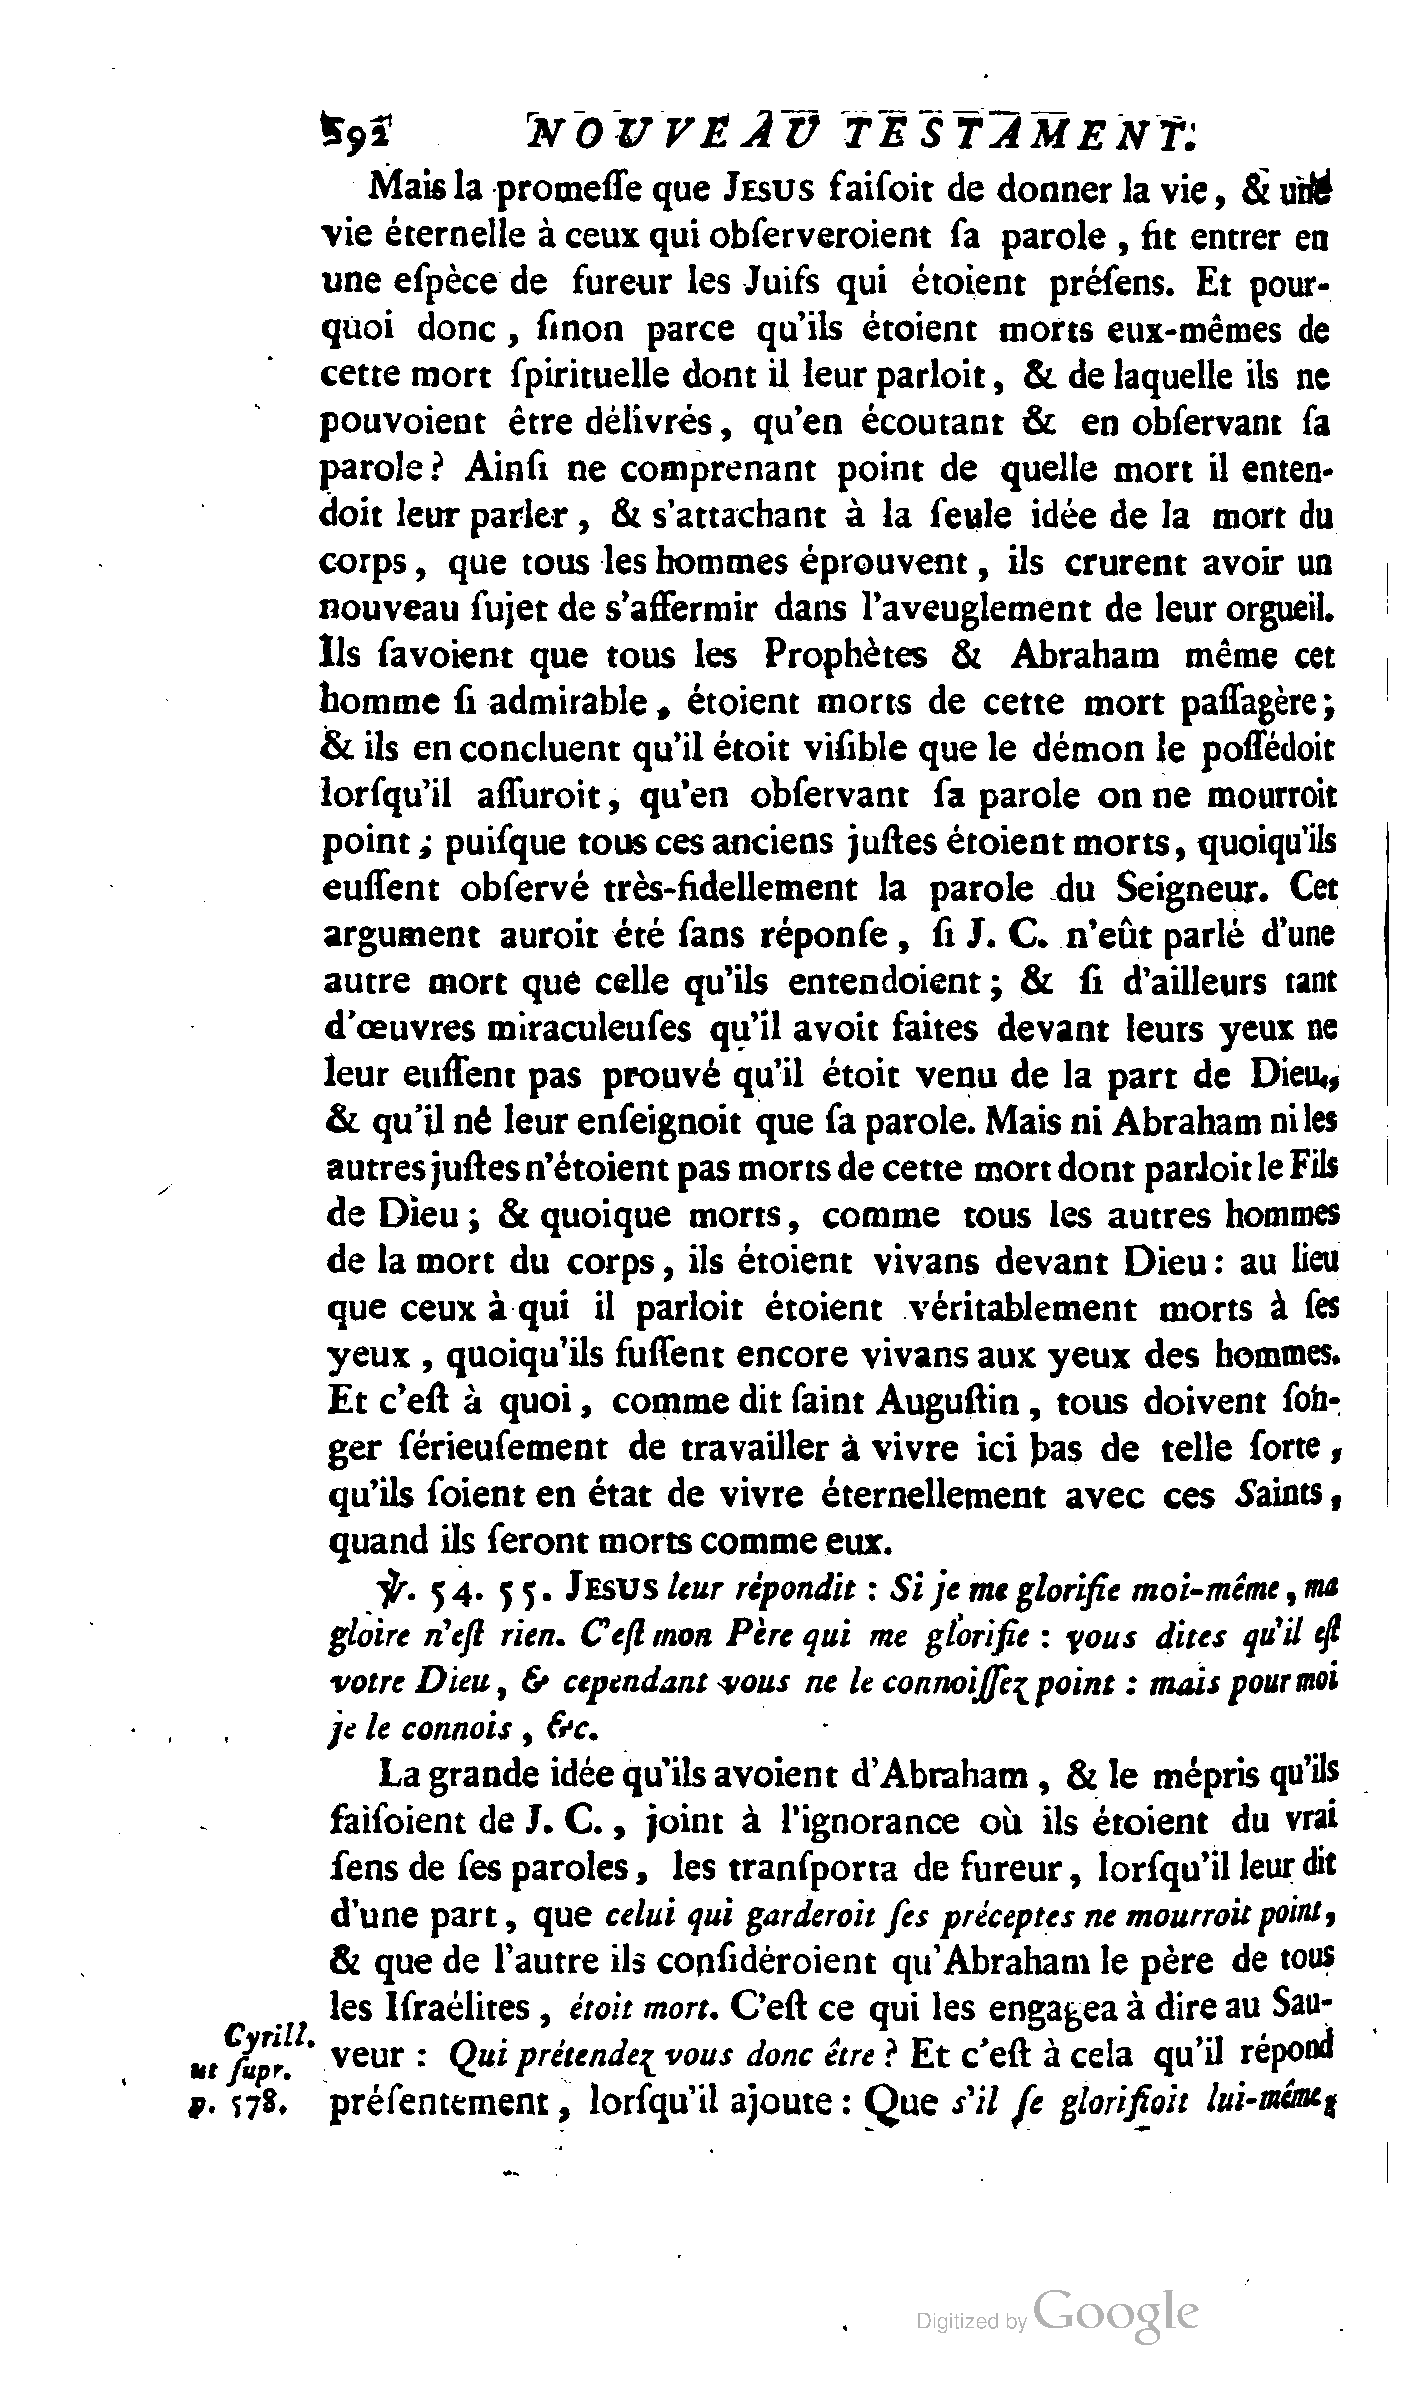 592 NOUVEAU TESTAMENT.
Mais la promeſſe que JESUS faiſoit de donner la vie, & une
vie éternelle à ceux qui obſerveroient ſa parole, fit entrer en
une eſpèce de fureur les Juifs qui étoient préſens. Et pour-
quoi donc, ſinon parce qu'ils étoient morts eux-mêmes de
cette mort ſpirituelle dont il leur parloit, & de laquelle ils ne
pouvoient être délivrés, qu'en écoutant & en obſervant ſa
parole? Ainſi ne comprenant point de quelle mort il enten-
doit leur parler, & s'attachant à la ſeule idée de la mort du
corps, que tous les hommes éprouvent, ils crurent avoir un
nouveau ſujet de s'affermir dans l'aveuglement de leur orgueil.
Ils ſavoient que tous les Prophètes & Abraham même cet
homme ſi admirable, étoient morts de cette mort paſſagère;
& ils en concluent qu'il étoit viſible que le démon le poſſédoit
lorſqu'il aſſuroit, qu'en obſervant ſa parole on ne mourroit
point; puiſque tous ces anciens juſtes étoient morts, quoiqu'ils
euſſent obſervé très-fidellement la parole du Seigneur. Cet
argument auroit été ſans réponſe, ſi J. C. n'eût parlé d'une
autre mort que celle qu'ils entendoient; & ſi d'ailleurs tant
d'œuvres miraculeuſes qu'il avoit faites devant leurs yeux ne
leur euſſent pas prouvé qu'il étoit venu de la part de Dieu,
& qu'il ne leur enſeignoit que ſa parole. Mais ni Abraham ni les
autres juſtes n'étoient pas morts de cette mort dont parloit le Fils
de Dieu; & quoique morts, comme tous les autres hommes
de la mort du corps, ils étoient vivans devant Dieu: au lieu
que ceux à qui il parloit étoient véritablement morts à ſes
yeux, quoiqu'ils fuſſent encore vivans aux yeux des hommes.
Et c'eſt à quoi, comme dit ſaint Auguſtin, tous doivent ſon-
ger ſérieuſement de travailler à vivre ici bas de telle ſorte,
qu'ils ſoient en état de vivre éternellement avec ces Saints,
quand ils ſeront morts comme eux.
℣. 54. 55. JESUS leur répondit: Si je me glorifie moi-même, ma
gloire n'eſt rien. C'eſt mon Père qui me glorifie: vous dites qu'il eſt
votre Dieu, & cependant vous ne le connoiſſez point: mais pour moi
je le connois, &c.
La grande idée qu'ils avoient d'Abraham, & le mépris qu'ils
faiſoient de J. C., joint à l'ignorance où ils étoient du vrai
ſens de ſes paroles, les tranſporta de fureur, lorſqu'il leur dit
d'une part, que celui qui garderoit ſes préceptes ne mourroit point,
& que de l'autre ils conſidéroient qu'Abraham le père de tous
les Iſraélites, étoit mort. C'eſt ce qui les engagea à dire au Sau-
veur: Qui prétendez vous donc être? Et c'eſt à cela qu'il répond
préſentement, lorſqu'il ajoute: Que s'il ſe glorifioit lui-même,
Cyrill.
ut ſupr.
p. 578.
Digitized by Google